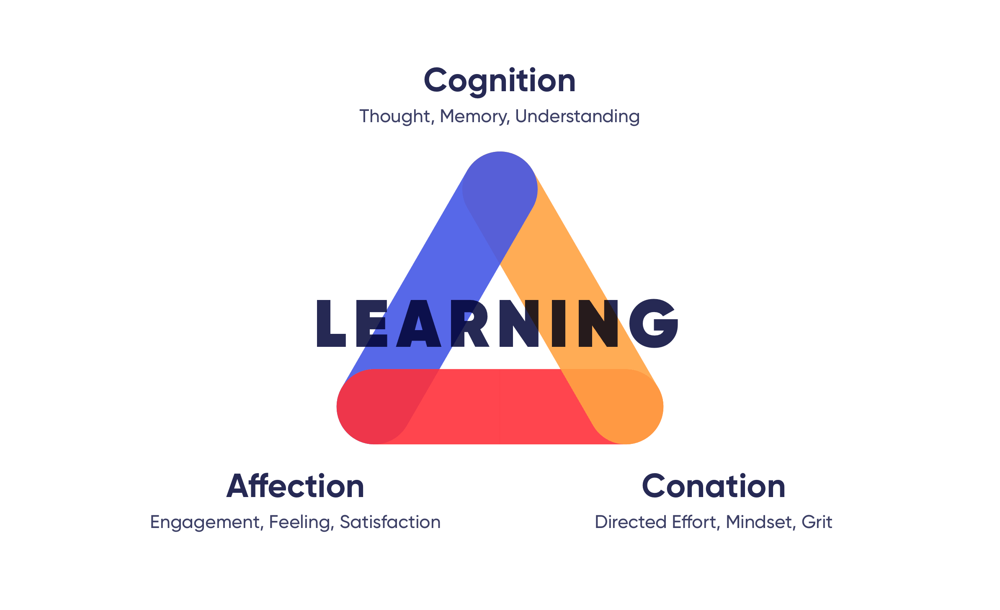 Cognition
Thought, Memory, Understanding
LEARNING
Affection
Engagement, Feeling, Satisfaction
Conation
Directed Effort, Mindset, Grit